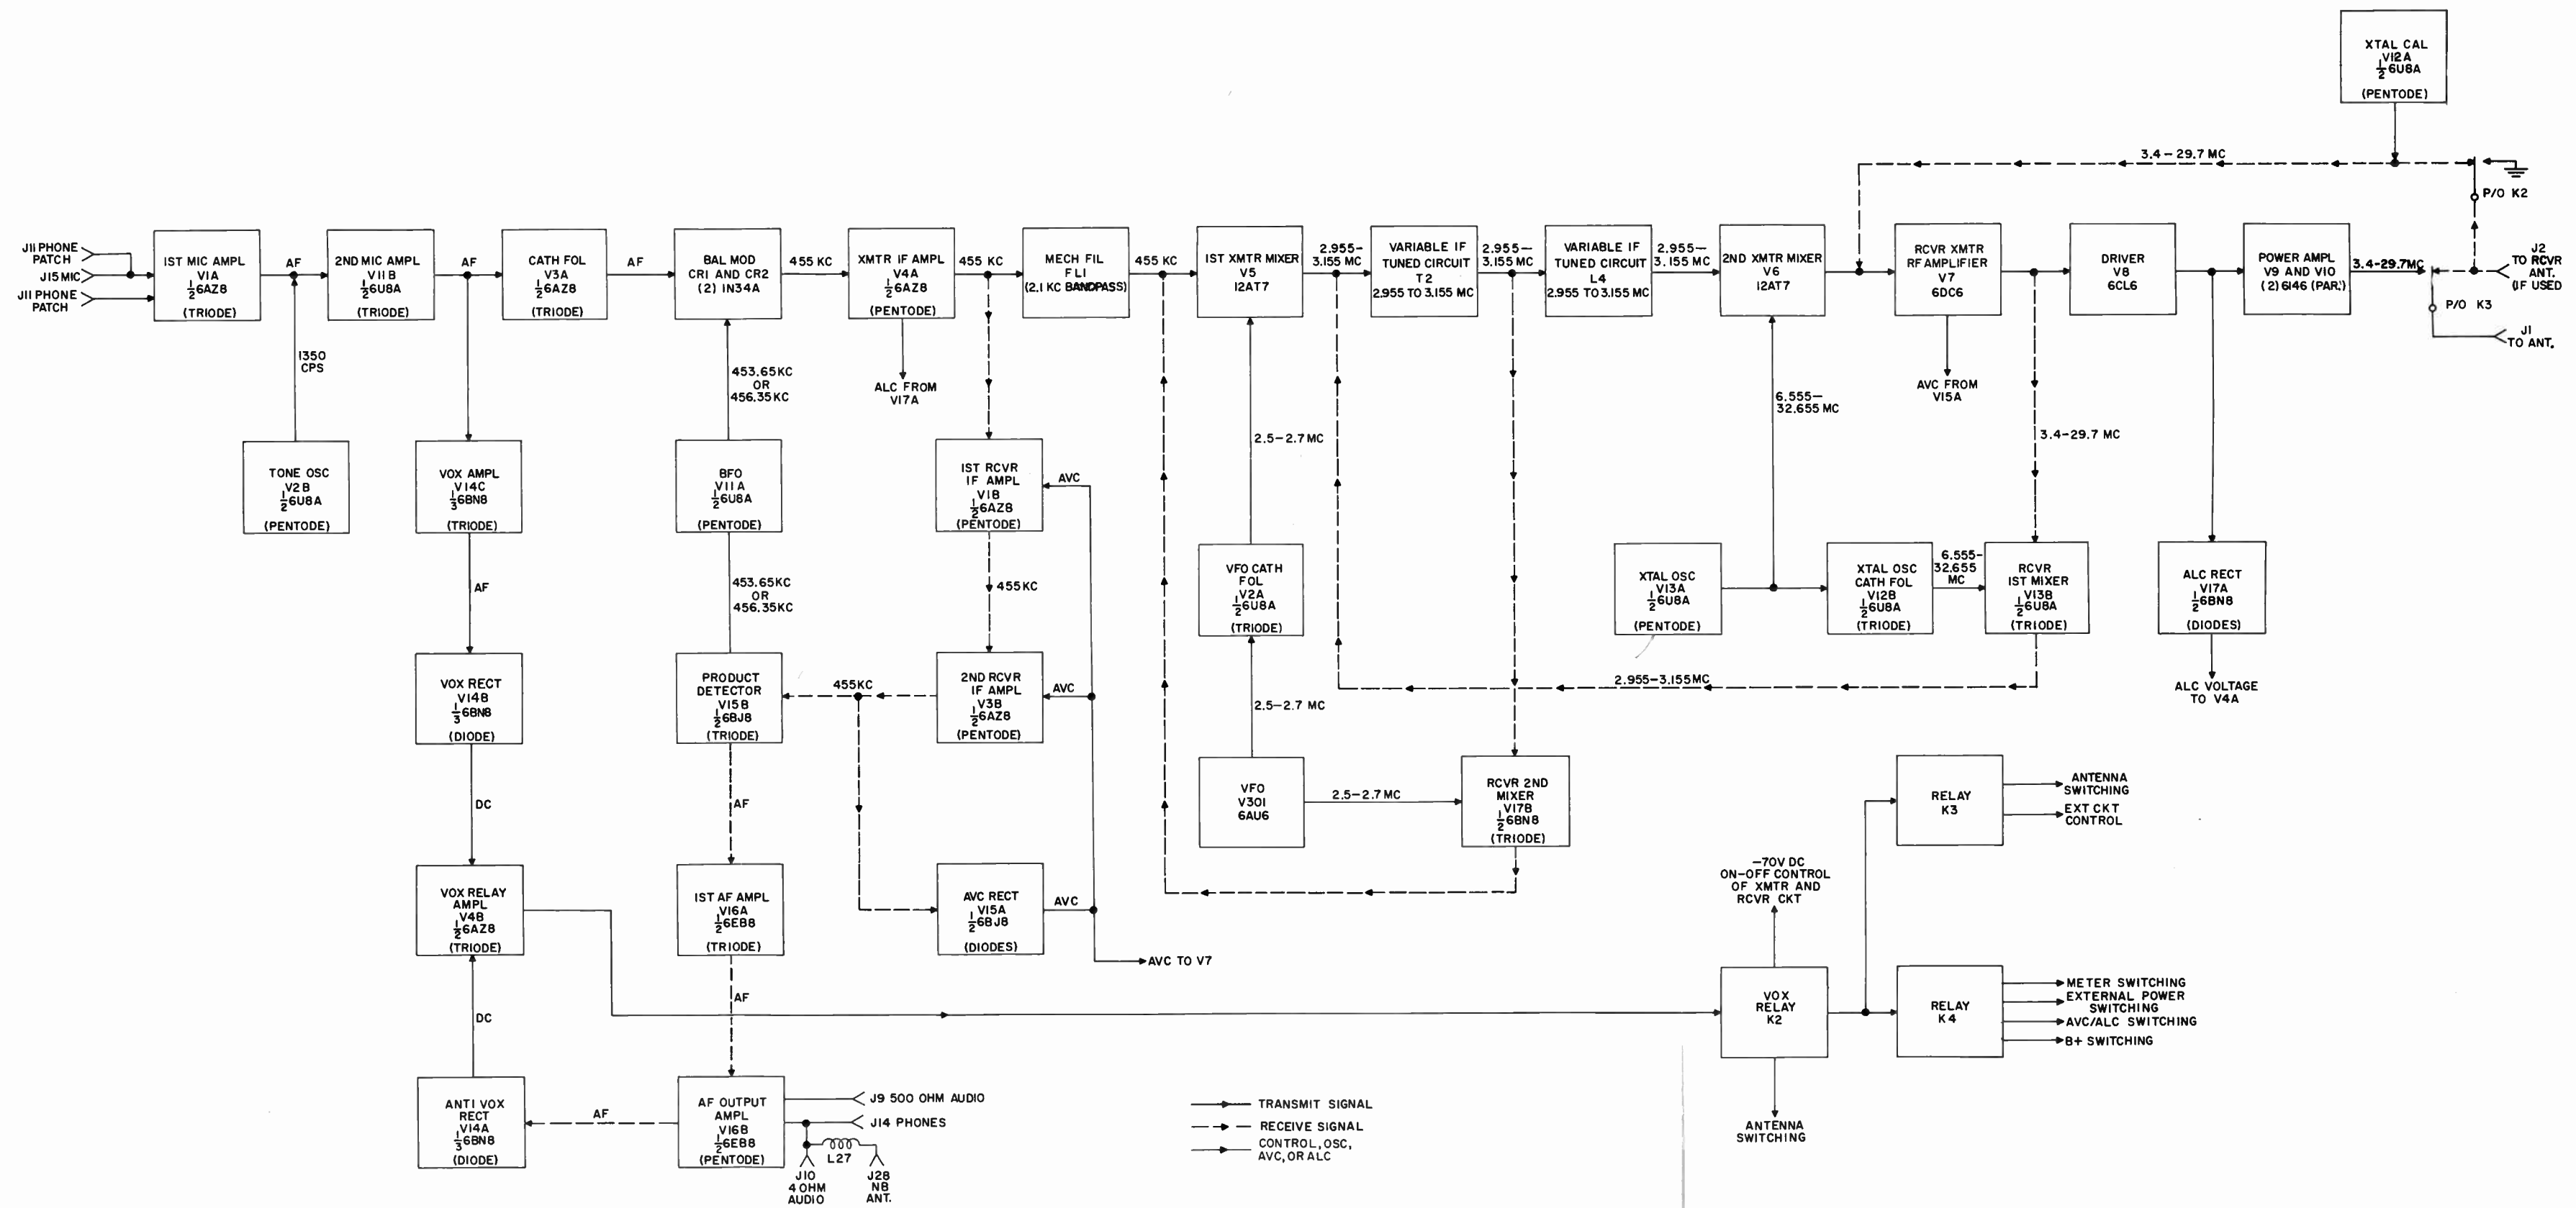 XTAL CAL
V12A
1/2 6U8A
(PENTODE)
3.4-29.7 MC
P/O K2
J11 PHONE
PATCH
J15 MIC
J11 PHONE
PATCH
1ST MIC AMPL
V1A
1/2 6AZ8
(TRIODE)
AF
2ND MIC AMPL
V11B
1/2 6U8A
(TRIODE)
AF
CATH FOL
V3A
1/2 6AZ8
(TRIODE)
AF
BAL MOD
CR1 AND CR2
(2) 1N34A
455 KC
XMTR IF AMPL
V4A
1/2 6AZ8
(PENTODE)
455 KC
MECH FIL
FL1
(2.1 KC BANDPASS)
455 KC
1ST XMTR MIXER
V5
12AT7
2.955-
3.155 MC
VARIABLE IF
TUNED CIRCUIT
T2
2.955 TO 3.155 MC
2.955-
3.155 MC
VARIABLE IF
TUNED CIRCUIT
L4
2.955 TO 3.155 MC
2.955-
3.155 MC
2ND XMTR MIXER
V6
12AT7
RCVR XMTR
RF AMPLIFIER
V7
6DC6
DRIVER
V8
6CL6
POWER AMPL
V9 AND V10
(2) 6146 (PAR.)
3.4-29.7MC
J2
TO RCVR
ANT.
(IF USED
P/O K3
J1
TO ANT.
1350
CPS
453.65KC
OR
456.35KC
ALC FROM
V17A
AVC FROM
V15A
6.555-
32.655 MC
2.5-2.7 MC
3.4-29.7 MC
TONE OSC
V2B
1/2 6U8A
(PENTODE)
VOX AMPL
V14C
1/3 6BN8
(TRIODE)
BFO
V11A
1/2 6U8A
(PENTODE)
1ST RCVR
IF AMPL
V1B
1/2 6AZ8
(PENTODE)
AVC
AF
453.65KC
OR
456.35KC
455KC
VFO CATH
FOL
V2A
1/2 6U8A
(TRIODE)
XTAL OSC
V13A
1/2 6U8A
(PENTODE)
XTAL OSC
CATH FOL
V12B
1/2 6U8A
(TRIODE)
6.555-
32.655
MC
RCVR
1ST MIXER
V13B
1/2 6U8A
(TRIODE)
ALC RECT
V17A
1/2 6BN8
(DIODES)
2.955-3.155MC
ALC VOLTAGE
TO V4A
VOX RECT
V14B
1/3 6BN8
(DIODE)
PRODUCT
DETECTOR
V15B
1/2 6BJ8
(TRIODE)
455KC
2ND RCVR
IF AMPL
V3B
1/2 6AZ8
(PENTODE)
AVC
2.5-2.7 MC
DC
AF
VFO
V301
6AU6
2.5-2.7 MC
RCVR 2ND
MIXER
V17B
1/2 6BN8
(TRIODE)
RELAY
K3
ANTENNA
SWITCHING
EXT CKT
CONTROL
VOX RELAY
AMPL
V4B
1/2 6AZ8
(TRIODE)
1ST AF AMPL
V16A
1/2 6EB8
(TRIODE)
AVC RECT
V15A
1/2 6BJ8
(DIODES)
AVC
AVC TO V7
-70V DC
ON-OFF CONTROL
OF XMTR AND
RCVR CKT
DC
AF
VOX
RELAY
K2
RELAY
K4
METER SWITCHING
EXTERNAL POWER
SWITCHING
AVC/ALC SWITCHING
B+ SWITCHING
ANTENNA
SWITCHING
ANTI VOX
RECT
V14A
1/3 6BN8
(DIODE)
AF
AF OUTPUT
AMPL
V16B
1/2 6EB8
(PENTODE)
J9 500 OHM AUDIO
J14 PHONES
L27
J10
4 OHM
AUDIO
J28
NB
ANT.
TRANSMIT SIGNAL
RECEIVE SIGNAL
CONTROL, OSC,
AVC, OR ALC